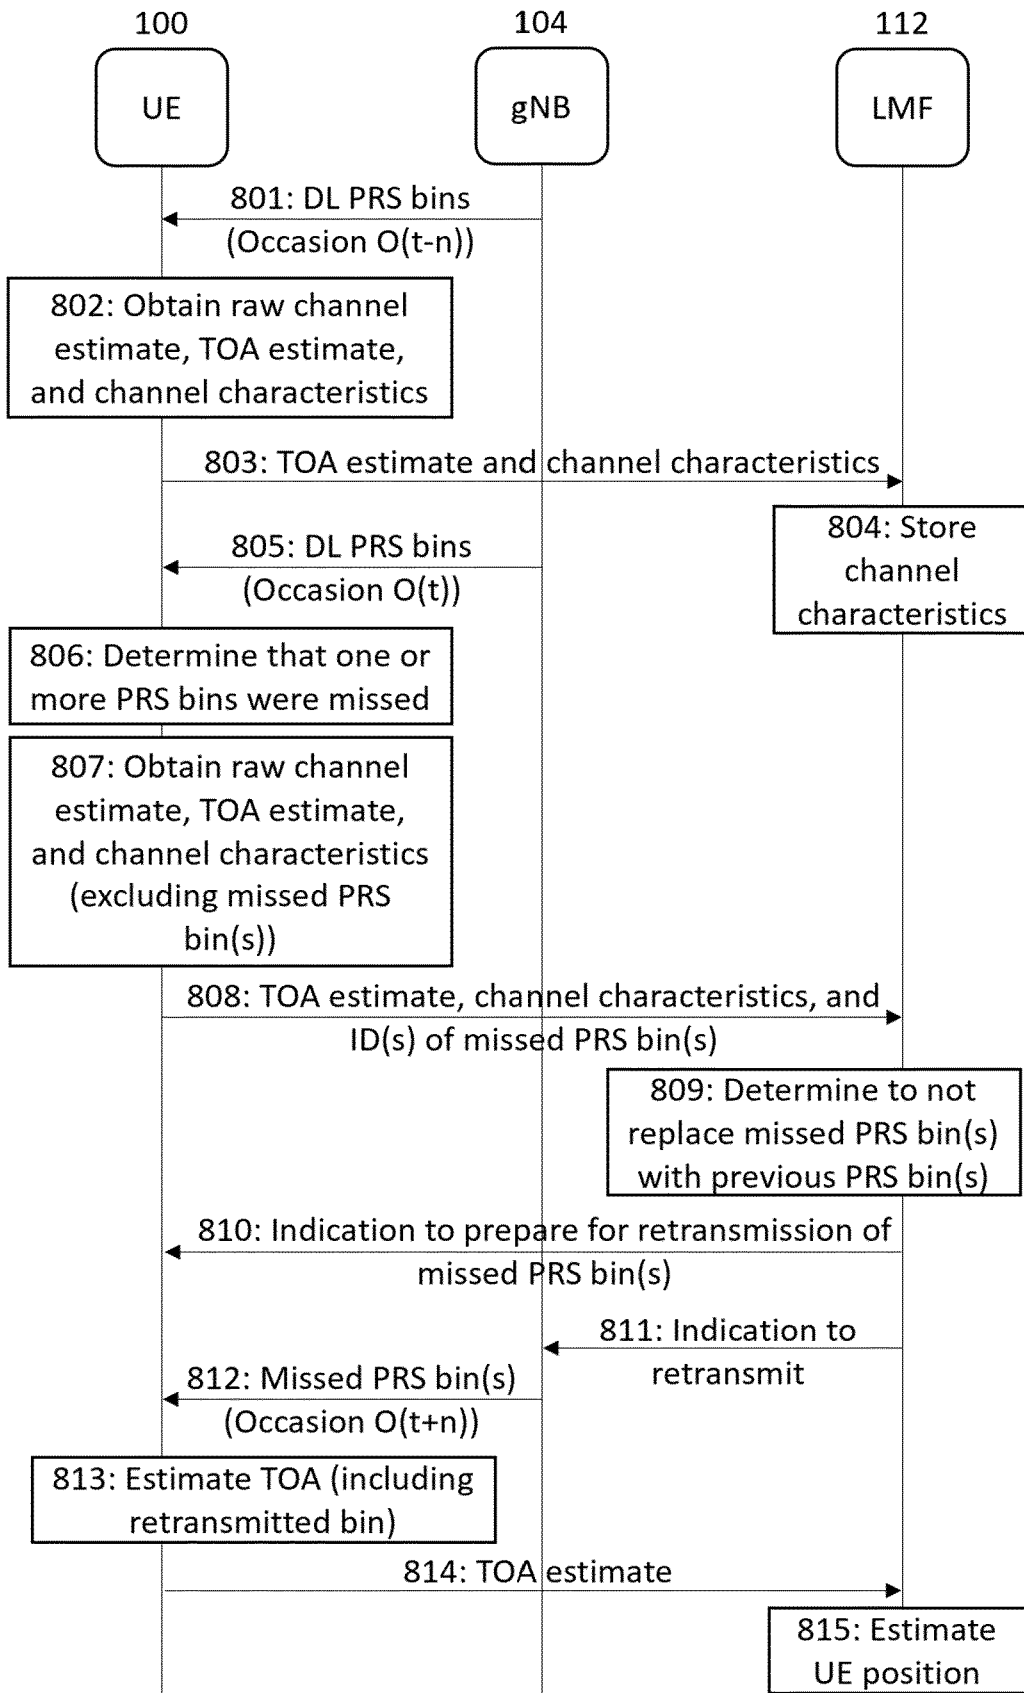 100
104
112
UE
gNB
LMF
801: DL PRS bins
(Occasion O(t-n))
802: Obtain raw channel
estimate, TOA estimate,
and channel characteristics
803: TOA estimate and channel characteristics
804: Store
channel
characteristics
805: DL PRS bins
(Occasion O(t))
806: Determine that one or
more PRS bins were missed
807: Obtain raw channel
estimate, TOA estimate,
and channel characteristics
(excluding missed PRS
bin(s))
808: TOA estimate, channel characteristics, and
ID(s) of missed PRS bin(s)
809: Determine to not
replace missed PRS bin(s)
with previous PRS bin(s)
810: Indication to prepare for retransmission of
missed PRS bin(s)
811: Indication to
retransmit
812: Missed PRS bin(s)
(Occasion O(t+n))
813: Estimate TOA (including
retransmitted bin)
814: TOA estimate
815: Estimate
UE position